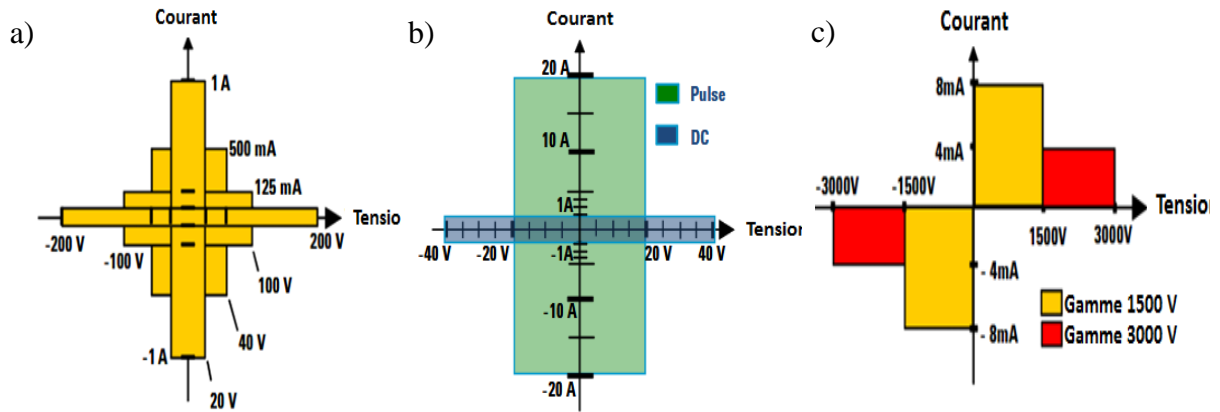 a)
Courant
1 A
500 mA
125 mA
Tensio
-200 V
200 V
-100 V
100 V
40 V
-1 A
20 V
b)
Courant
20 A
Pulse
DC
10 A
1A
Tension
-40 V
-20 V
-1A
20 V
40 V
-10 A
-20 A
c)
Courant
8mA
4mA
-3000V
-1500V
Tension
1500V
3000V
- 4mA
Gamme 1500 V
- 8mA
Gamme 3000 V